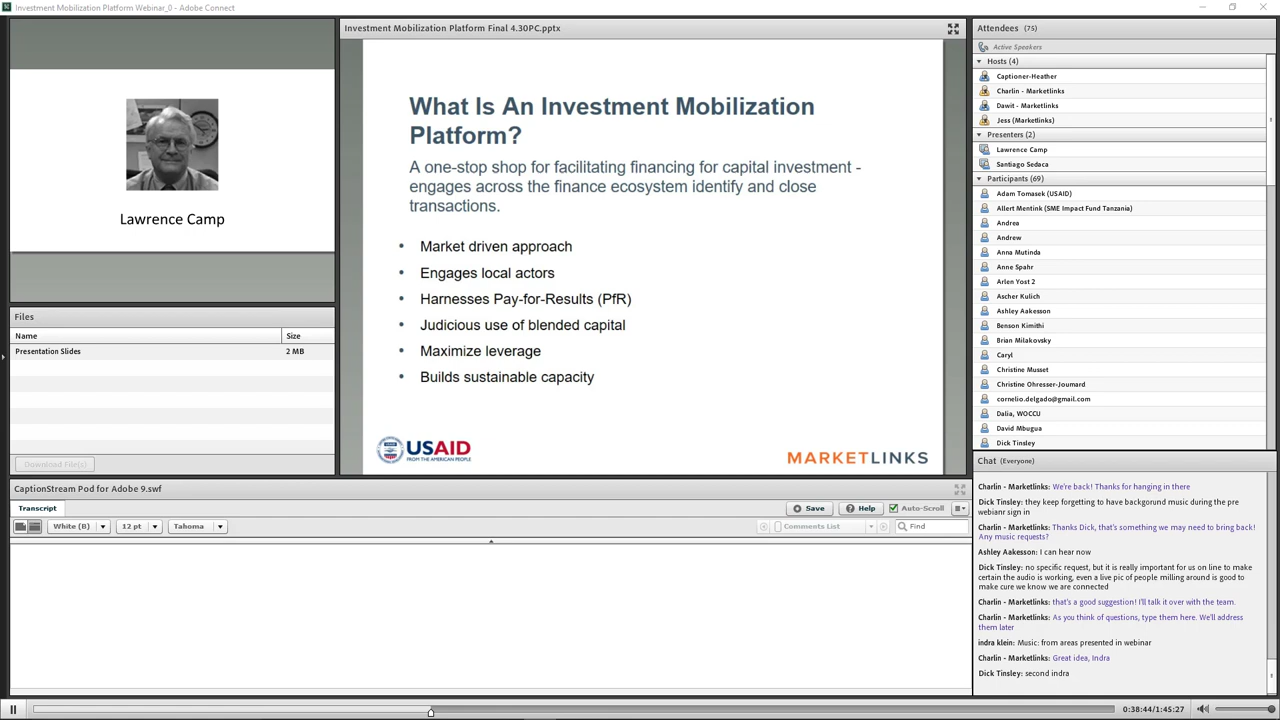 Investment Mobilization Platform Webinar_0 - Adobe Connect
Lawrence Camp
Files
Name Size
Presentation Slides 2 MB
Download File(s)
Investment Mobilization Platform Final 4.30PC.pptx
What Is An Investment Mobilization
Platform?
A one-stop shop for facilitating financing for capital investment -
engages across the finance ecosystem identify and close
transactions.
• Market driven approach
• Engages local actors
• Harnesses Pay-for-Results (PfR)
• Judicious use of blended capital
• Maximize leverage
• Builds sustainable capacity
USAID
FROM THE AMERICAN PEOPLE
MARKETLINKS
CaptionStream Pod for Adobe 9.swf
Transcript
Save Help Auto-Scroll
White (B) 12 pt Tahoma Comments List Find
Attendees (75)
Active Speakers
Hosts (4)
Captioner-Heather
Charlin - Marketlinks
Dawit - Marketlinks
Jess (Marketlinks)
Presenters (2)
Lawrence Camp
Santiago Sedaca
Participants (69)
Adam Tomasek (USAID)
Allert Mentink (SME Impact Fund Tanzania)
Andrea
Andrew
Anna Mutinda
Anne Spahr
Arlen Yost 2
Ascher Kulich
Ashley Aakesson
Benson Kimithi
Brian Milakovsky
Caryl
Christine Musset
Christine Ohresser-Joumard
cornelio.delgado@gmail.com
Dalia, WOCCU
David Mbugua
Dick Tinsley
Chat (Everyone)
Charlin - Marketlinks: We're back! Thanks for hanging in there
Dick Tinsley: they keep forgetting to have background music during the pre
webianr sign in
Charlin - Marketlinks: Thanks Dick, that's something we may need to bring back!
Any music requests?
Ashley Aakesson: I can hear now
Dick Tinsley: no specific request, but it is really important for us on line to make
certain the audio is working, even a live pic of people milling around is good to
make cure we know we are connected
Charlin - Marketlinks: that's a good suggestion! I'll talk it over with the team.
Charlin - Marketlinks: As you think of questions, type them here. We'll address
them later
indra klein: Music: from areas presented in webinar
Charlin - Marketlinks: Great idea, Indra
Dick Tinsley: second indra
0:38:44/1:45:27